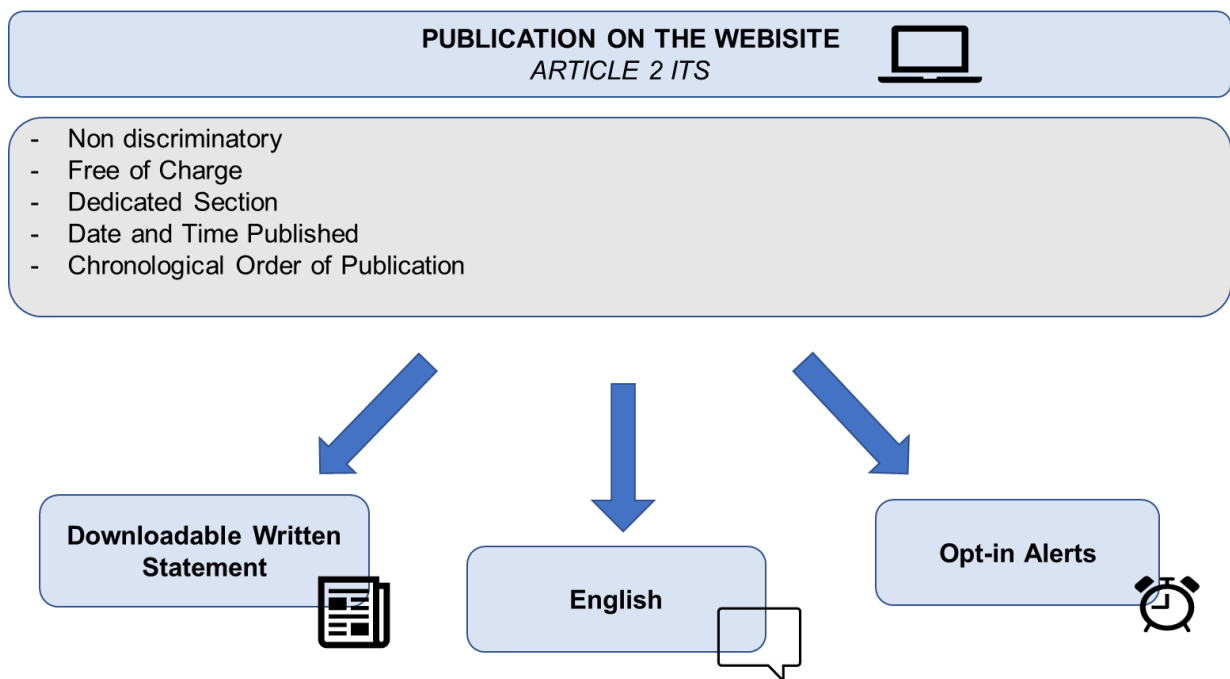 PUBLICATION ON THE WEBISITE
ARTICLE 2 ITS
- Non discriminatory
- Free of Charge
- Dedicated Section
- Date and Time Published
- Chronological Order of Publication
Downloadable Written
Statement
English
Opt-in Alerts